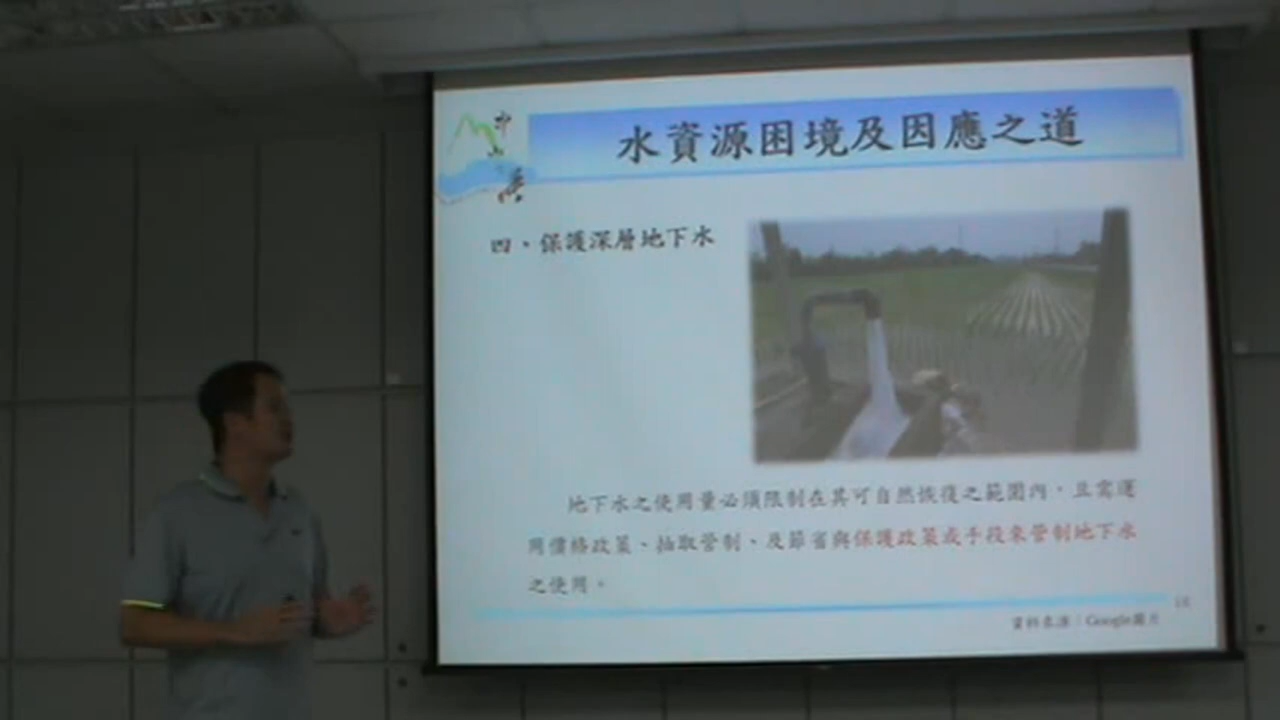 水資源困境及因應之道
四、保護深層地下水
地下水之使用量必須限制在其可自然恢復之範圍內，且需運
用價格政策、抽取管制、及節省與保護政策或手段來管制地下水
之使用。
資料來源：Google圖片